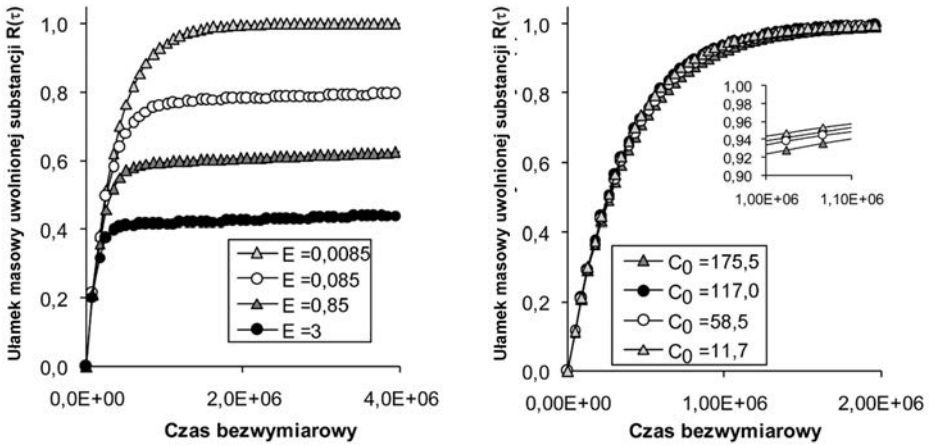 Ułamek masowy uwolnionej substancji R(τ)
1,0
0,8
0,6
0,4
0,2
0,0
0,0E+00
2,0E+06
4,0E+06
Czas bezwymiarowy
E =0,0085
E =0,085
E =0,85
E =3
Ułamek masowy uwolnionej substancji R(τ)
1,0
0,8
0,6
0,4
0,2
0,0
0,00E+00
1,00E+06
2,00E+06
Czas bezwymiarowy
1,00
0,98
0,96
0,94
0,92
0,90
1,00E+06
1,10E+06
C0 =175,5
C0 =117,0
C0 =58,5
C0 =11,7